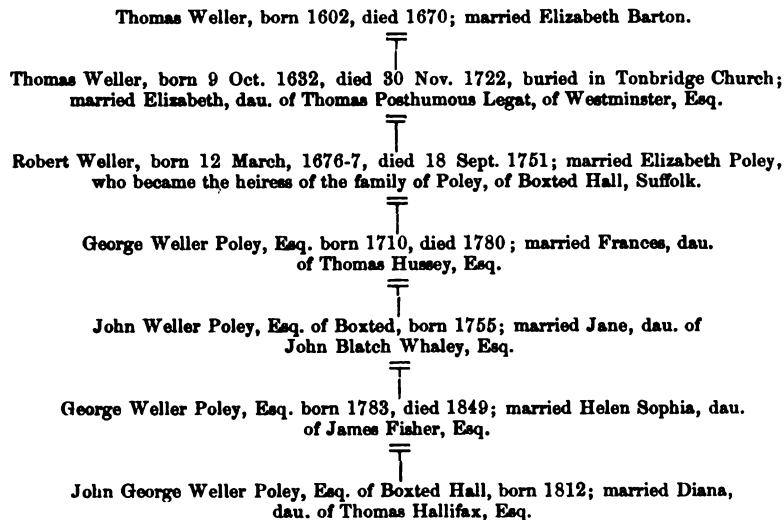 Thomas Weller, born 1602, died 1670; married Elizabeth Barton.
Thomas Weller, born 9 Oct. 1632, died 30 Nov. 1722, buried in Tonbridge Church;
married Elizabeth, dau. of Thomas Posthumous Legat, of Westminster, Esq.
Robert Weller, born 12 March, 1676-7, died 18 Sept. 1751; married Elizabeth Poley,
who became the heiress of the family of Poley, of Boxted Hall, Suffolk.
George Weller Poley, Esq. born 1710, died 1780; married Frances, dau.
of Thomas Hussey, Esq.
John Weller Poley, Esq. of Boxted, born 1755; married Jane, dau. of
John Blatch Whaley, Esq.
George Weller Poley, Esq. born 1783, died 1849; married Helen Sophia, dau.
of James Fisher, Esq.
John George Weller Poley, Esq. of Boxted Hall, born 1812; married Diana,
dau. of Thomas Hallifax, Esq.